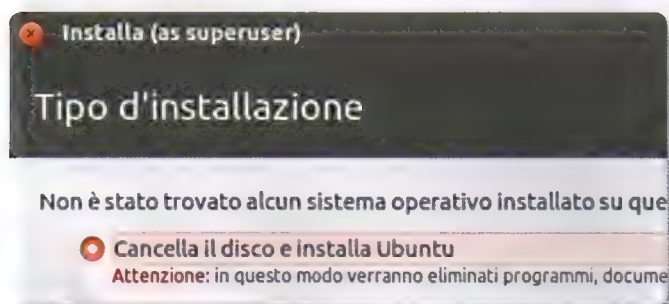 Installa (as superuser)
Tipo d'installazione
Non è stato trovato alcun sistema operativo installato su que
Cancella il disco e installa Ubuntu
Attenzione: in questo modo verranno eliminati programmi, docume